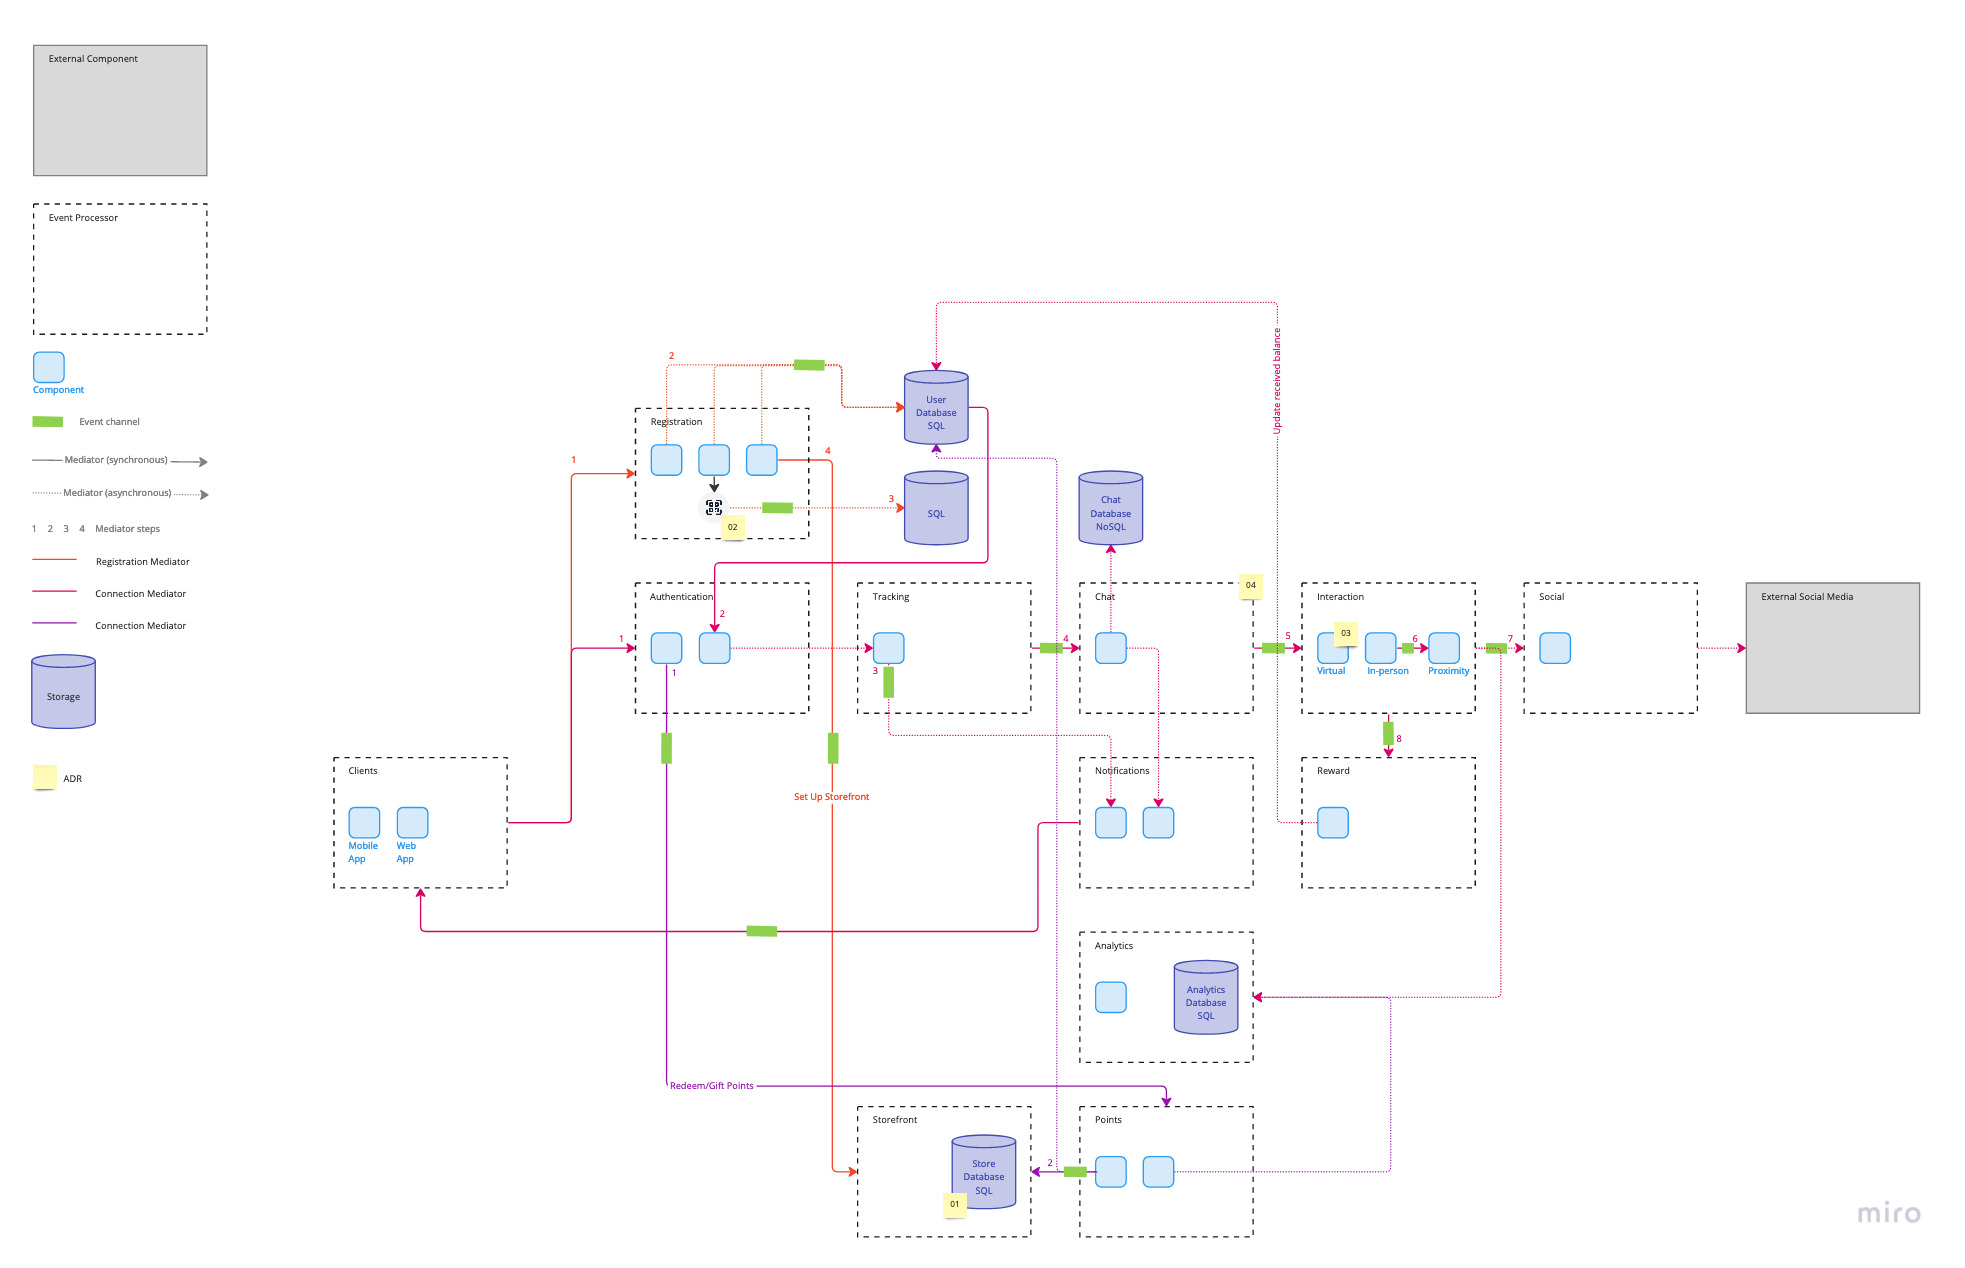 External Component
Event Processor
Component
Event channel
Mediator (synchronous)
Mediator (asynchronous)
1 2 3 4 Mediator steps
Registration Mediator
Connection Mediator
Connection Mediator
Storage
ADR
Update received balance
2
Registration
User
Database
SQL
4
1
3
02
SQL
Chat
Database
NoSQL
Authentication
2
1
1
Tracking
3
4
Chat
04
5
Interaction
03
6
Virtual
In-person
Proximity
7
Social
External Social Media
8
Clients
Mobile
App
Web
App
Set Up Storefront
Notifications
Reward
Analytics
Analytics
Database
SQL
Redeem/Gift Points
Storefront
Store
Database
SQL
01
2
Points
miro